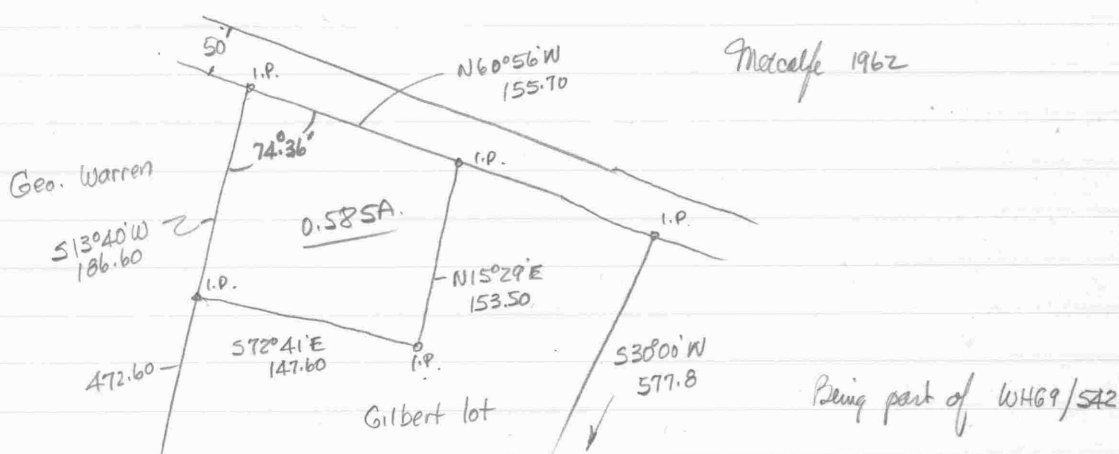 50'
Metcalfe 1962
N60°56'W
155.70
I.P.
74°36'
I.P.
Geo. Warren
0.585A.
S13°40'W
186.60
I.P.
I.P.
N15°29'E
153.50
S72°41'E
147.60
I.P.
472.60
S30°00'W
577.8
Gilbert lot
Being part of WH69/542